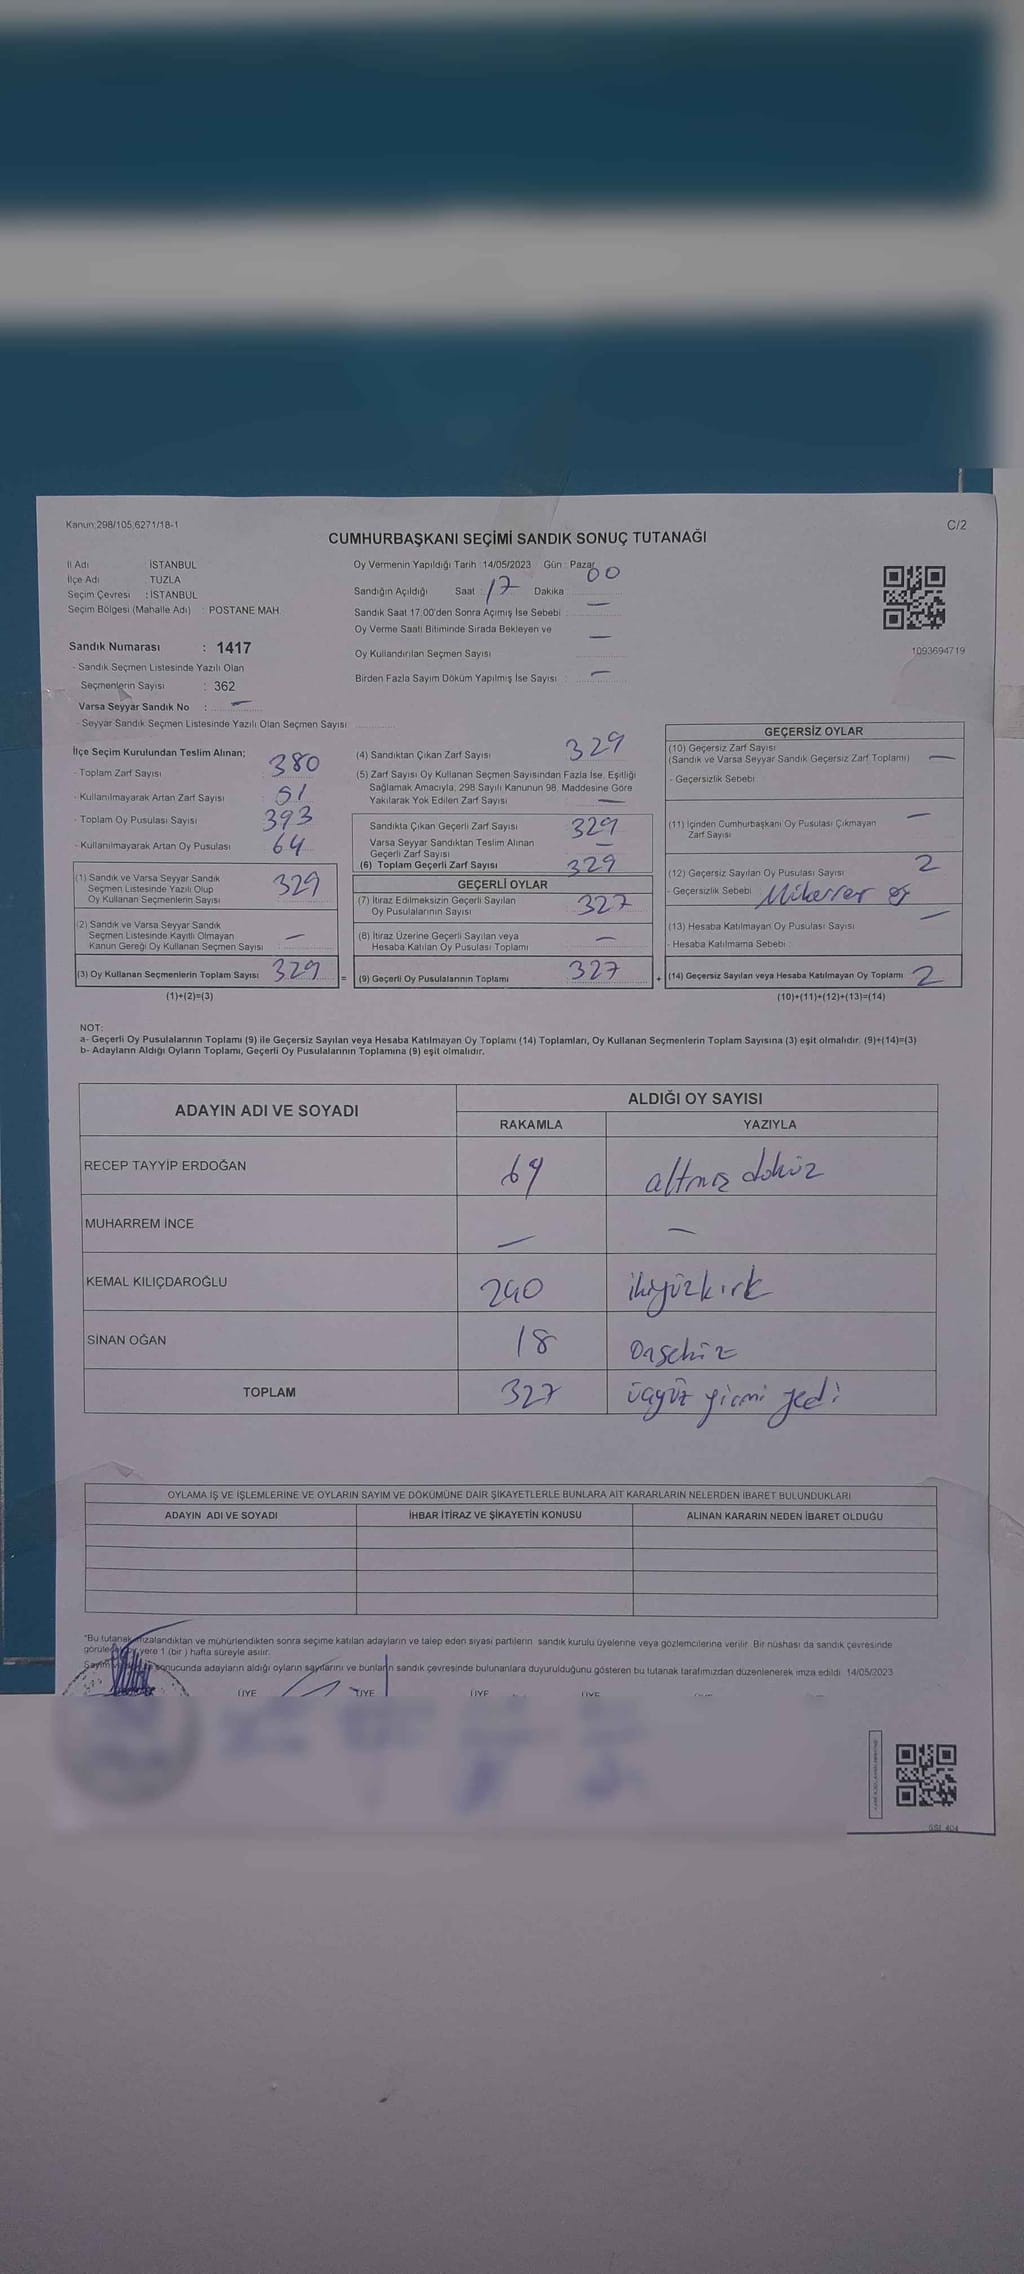 Kanun:298/105,6271/18-1
C/2
CUMHURBAŞKANI SEÇİMİ SANDIK SONUÇ TUTANAĞI
İl Adı : İSTANBUL
İlçe Adı : TUZLA
Seçim Çevresi : İSTANBUL
Seçim Bölgesi (Mahalle Adı) : POSTANE MAH.
Sandık Numarası : 1417
- Sandık Seçmen Listesinde Yazılı Olan
Seçmenlerin Sayısı : 362
Varsa Seyyar Sandık No : —
- Seyyar Sandık Seçmen Listesinde Yazılı Olan Seçmen Sayısı
Oy Vermenin Yapıldığı Tarih :14/05/2023 Gün : Pazar
Sandığın Açıldığı Saat : 17 Dakika 00
Sandık Saat 17.00'den Sonra Açımış İse Sebebi : —
Oy Verme Saati Bitiminde Sırada Bekleyen ve
Oy Kullandırılan Seçmen Sayısı —
Birden Fazla Sayım Döküm Yapılmış İse Sayısı : —
1093694719
İlçe Seçim Kurulundan Teslim Alınan;
- Toplam Zarf Sayısı 380
- Kullanılmayarak Artan Zarf Sayısı 51
- Toplam Oy Pusulası Sayısı 393
- Kullanılmayarak Artan Oy Pusulası 64
(1) Sandık ve Varsa Seyyar Sandık
Seçmen Listesinde Yazılı Olup
Oy Kullanan Seçmenlerin Sayısı 329
(2) Sandık ve Varsa Seyyar Sandık
Seçmen Listesinde Kayıtlı Olmayan
Kanun Gereği Oy Kullanan Seçmen Sayısı —
(3) Oy Kullanan Seçmenlerin Toplam Sayısı 329 =
(1)+(2)=(3)
(4) Sandıktan Çıkan Zarf Sayısı 329
(5) Zarf Sayısı Oy Kullanan Seçmen Sayısından Fazla İse, Eşitliği
Sağlamak Amacıyla, 298 Sayılı Kanunun 98. Maddesine Göre
Yakılarak Yok Edilen Zarf Sayısı —
Sandıkta Çıkan Geçerli Zarf Sayısı 329
Varsa Seyyar Sandıktan Teslim Alınan
Geçerli Zarf Sayısı —
(6) Toplam Geçerli Zarf Sayısı 329
GEÇERLİ OYLAR
(7) İtiraz Edilmeksizin Geçerli Sayılan
Oy Pusulalarının Sayısı 327
(8) İtiraz Üzerine Geçerli Sayılan veya
Hesaba Katılan Oy Pusulası Toplamı —
(9) Geçerli Oy Pusulalarının Toplamı 327 +
GEÇERSİZ OYLAR
(10) Geçersiz Zarf Sayısı
(Sandık ve Varsa Seyyar Sandık Geçersiz Zarf Toplamı) —
- Geçersizlik Sebebi :
(11) İçinden Cumhurbaşkanı Oy Pusulası Çıkmayan
Zarf Sayısı —
(12) Geçersiz Sayılan Oy Pusulası Sayısı 2
- Geçersizlik Sebebi : Mükerrer oy
(13) Hesaba Katılmayan Oy Pusulası Sayısı —
- Hesaba Katılmama Sebebi :
(14) Geçersiz Sayılan veya Hesaba Katılmayan Oy Toplamı 2
(10)+(11)+(12)+(13)=(14)
NOT:
a- Geçerli Oy Pusulalarının Toplamı (9) ile Geçersiz Sayılan veya Hesaba Katılmayan Oy Toplamı (14) Toplamları, Oy Kullanan Seçmenlerin Toplam Sayısına (3) eşit olmalıdır. (9)+(14)=(3)
b- Adayların Aldığı Oyların Toplamı, Geçerli Oy Pusulalarının Toplamına (9) eşit olmalıdır.
ADAYIN ADI VE SOYADI
ALDIĞI OY SAYISI
RAKAMLA YAZIYLA
RECEP TAYYİP ERDOĞAN 69 altmış dokuz
MUHARREM İNCE — —
KEMAL KILIÇDAROĞLU 240 ikiyüzkırk
SİNAN OĞAN 18 onsekiz
TOPLAM 327 üçyüz yirmi yedi
OYLAMA İŞ VE İŞLEMLERİNE VE OYLARIN SAYIM VE DÖKÜMÜNE DAİR ŞİKAYETLERLE BUNLARA AİT KARARLARIN NELERDEN İBARET BULUNDUKLARI
ADAYIN ADI VE SOYADI İHBAR İTİRAZ VE ŞİKAYETİN KONUSU ALINAN KARARIN NEDEN İBARET OLDUĞU
"Bu tutanak imzalandıktan ve mühürlendikten sonra seçime katılan adayların ve talep eden siyasi partilerin sandık kurulu üyelerine veya gözlemcilerine verilir. Bir nüshası da sandık çevresinde
yere 1 (bir) hafta süreyle asılır.
sonucunda adayların aldığı oyların sayılarını ve bunların sandık çevresinde bulunanlara duyurulduğunu gösteren bu tutanak tarafımızdan düzenlenerek imza edildi. 14/05/2023
ÜYE ÜYE ÜYE ÜYE
SSI 404